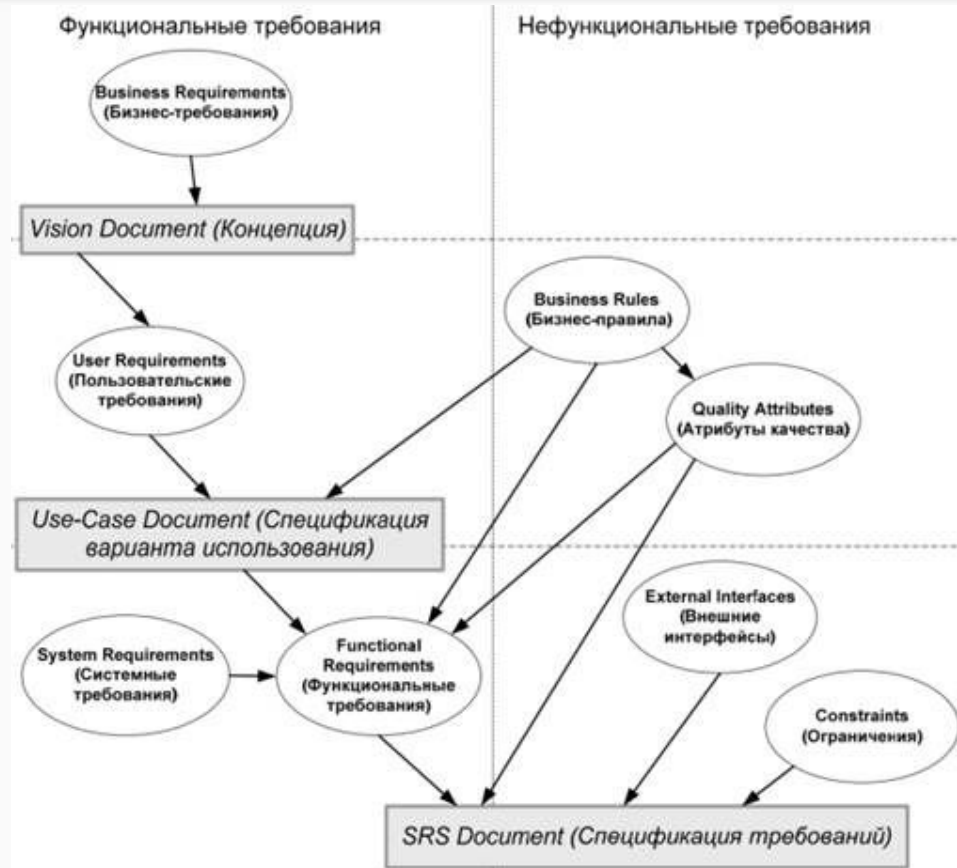 Функциональные требования
Нефункциональные требования
Business Requirements
(Бизнес-требования)
Vision Document (Концепция)
Business Rules
(Бизнес-правила)
User Requirements
(Пользовательские
требования)
Quality Attributes
(Атрибуты качества)
Use-Case Document (Спецификация
варианта использования)
External Interfaces
(Внешние
интерфейсы)
System Requirements
(Системные
требования)
Functional
Requirements
(Функциональные
требования)
Constraints
(Ограничения)
SRS Document (Спецификация требований)